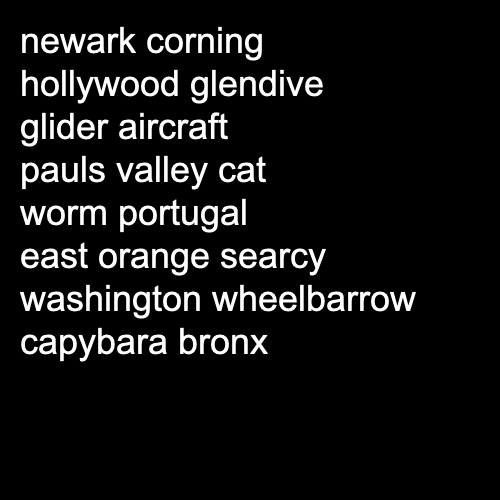 newark corning
hollywood glendive
glider aircraft
pauls valley cat
worm portugal
east orange searcy
washington wheelbarrow
capybara bronx